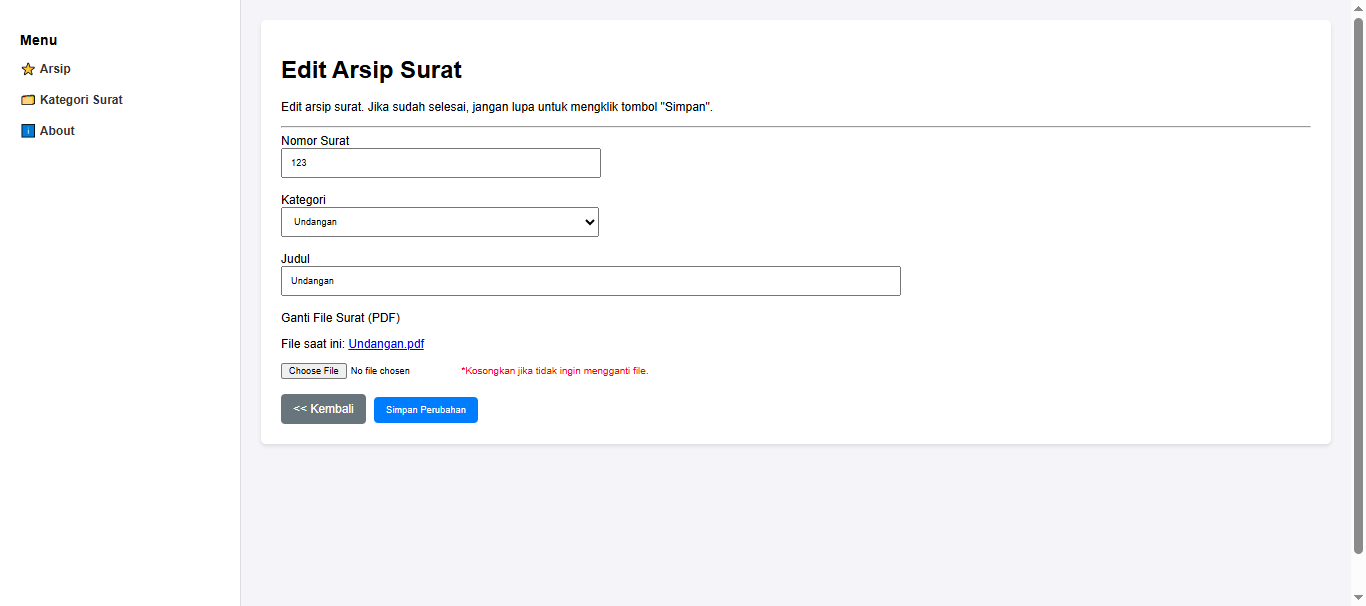 Menu
Arsip
Kategori Surat
About
Edit Arsip Surat
Edit arsip surat. Jika sudah selesai, jangan lupa untuk mengklik tombol "Simpan".
Nomor Surat
123
Kategori
Undangan
Judul
Undangan
Ganti File Surat (PDF)
File saat ini: Undangan.pdf
Choose File No file chosen *Kosongkan jika tidak ingin mengganti file.
<< Kembali Simpan Perubahan